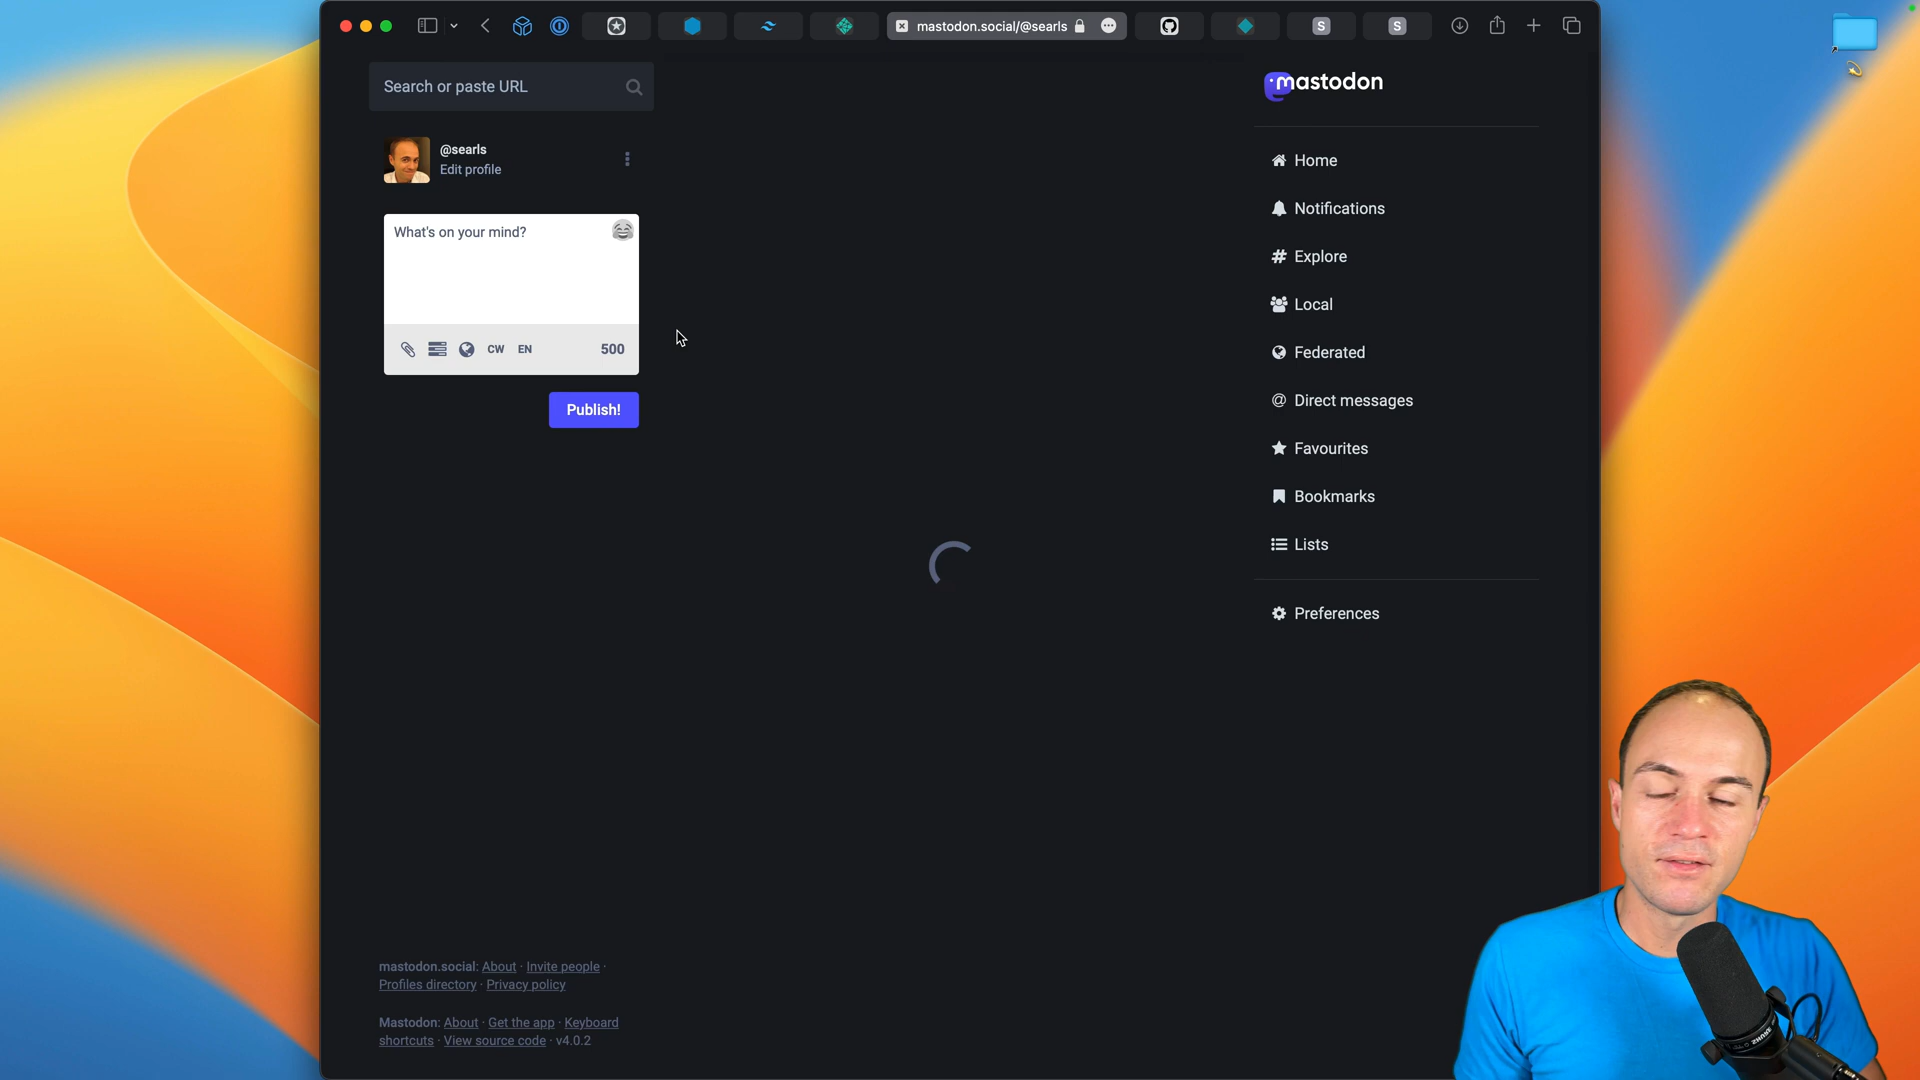 mastodon.social/@searls
S
S
Search or paste URL
@searls
Edit profile
What's on your mind?
CW
EN
500
Publish!
mastodon
Home
Notifications
Explore
Local
Federated
Direct messages
Favourites
Bookmarks
Lists
Preferences
mastodon.social: About · Invite people ·
Profiles directory · Privacy policy
Mastodon: About · Get the app · Keyboard
shortcuts · View source code · v4.0.2
SHURE